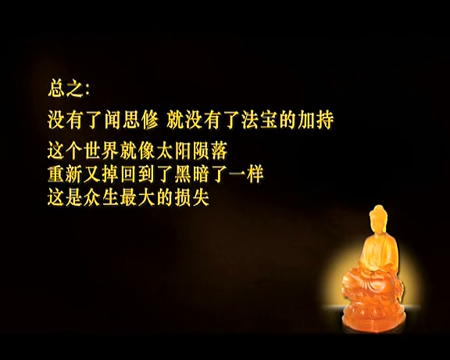 总之:
没有了闻思修 就没有了法宝的加持
这个世界就像太阳陨落
重新又掉回到了黑暗了一样
这是众生最大的损失